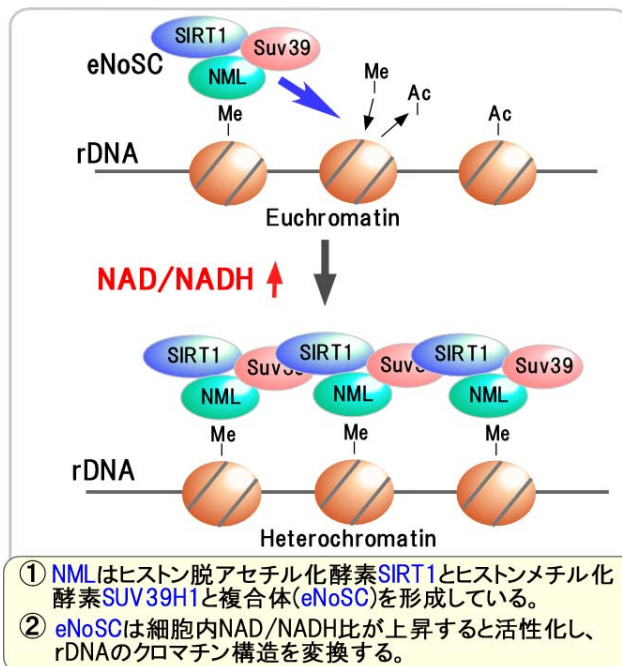 SIRT1
Suv39
eNoSC
NML
Me
Ac
Me
Ac
rDNA
Euchromatin
NAD/NADH
SIRT1
Suv39
SIRT1
Suv39
SIRT1
Suv39
NML
NML
NML
Me
Me
Me
rDNA
Heterochromatin
① NMLはヒストン脱アセチル化酵素SIRT1とヒストンメチル化
酵素SUV39H1と複合体(eNoSC)を形成している。
② eNoSCは細胞内NAD/NADH比が上昇すると活性化し、
rDNAのクロマチン構造を変換する。